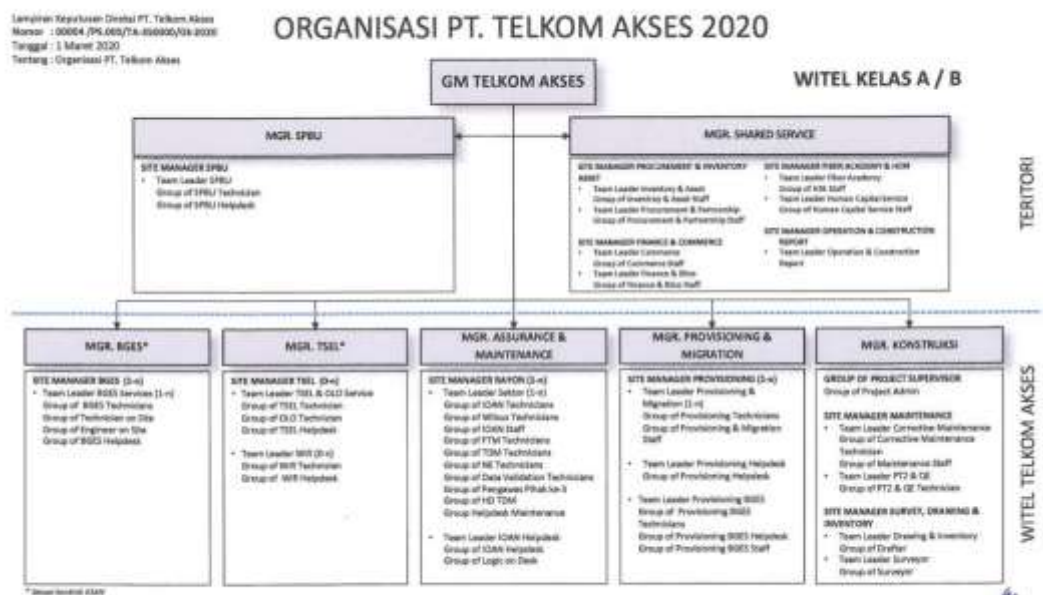 Lampiran Keputusan Direksi PT. Telkom Akses
Nomor : 00004 /PS.000/TA-
Tanggal : 1 Maret 2020
Tentang : Organisasi PT. Telkom Akses
ORGANISASI PT. TELKOM AKSES 2020
GM TELKOM AKSES
WITEL KELAS A / B
MGR. SPBU
SITE MANAGER SPBU
• Team Leader SPBU
Group of SPBU Technician
Group of SPBU Helpdesk
MGR. SHARED SERVICE
SITE MANAGER PROCUREMENT & INVENTORY
ASSET
• Team Leader Inventory & Asset
Group of Inventory & Asset Staff
• Team Leader Procurement & Partnership
Group of Procurement & Partnership Staff
SITE MANAGER FINANCE & COMMERCE
• Team Leader Commerce
Group of Commerce Staff
• Team Leader Finance &
Group of Finance & Staff
SITE MANAGER FIBER ACADEMY & HCM
• Team Leader Fiber Academy
Group of Staff
• Team Leader Human Capital Service
Group of Human Capital Service Staff
SITE MANAGER OPERATION & CONSTRUCTION
REPORT
• Team Leader Operation & Construction
Report
TERITORI
MGR. BGES*
SITE MANAGER BGES (1-n)
• Team Leader BGES Services (1-n)
Group of BGES Technicians
Group of Technician on Site
Group of Engineer on Site
Group of BGES Helpdesk
MGR. TSEL*
SITE MANAGER TSEL (0-n)
• Team Leader TSEL & OLO Service
Group of TSEL Technician
Group of OLO Technician
Group of TSEL Helpdesk
• Team Leader Wifi (0-n)
Group of Wifi Technician
Group of Wifi Helpdesk
MGR. ASSURANCE &
MAINTENANCE
SITE MANAGER RAYON (1-n)
• Team Leader Sektor (1-n)
Group of IOAN Technicians
Group of Wilsus Technicians
Group of IOAN Staff
Group of FTM Technicians
Group of TDM Technicians
Group of NE Technicians
Group of Data Validation Technicians
Group of Pengawas Pihak ke-3
Group of HD TDM
Group Helpdesk Maintenance
• Team Leader IOAN Helpdesk
Group of IOAN Helpdesk
Group of Logic on Desk
MGR. PROVISIONING &
MIGRATION
SITE MANAGER PROVISIONING (1-n)
• Team Leader Provisioning &
Migration (1-n)
Group of Provisioning Technicians
Group of Provisioning & Migration
Staff
• Team Leader Provisioning Helpdesk
Group of Provisioning Helpdesk
• Team Leader Provisioning BGES
Group of Provisioning BGES
Technicians
Group of Provisioning BGES Helpdesk
Group of Provisioning BGES Staff
MGR. KONSTRUKSI
GROUP OF PROJECT SUPERVISOR
Group of Project Admin
SITE MANAGER MAINTENANCE
• Team Leader Corrective Maintenance
Group of Corrective Maintenance
Technician
Group of Maintenance Staff
• Team Leader PT2 & QE
Group of PT2 & QE Technician
SITE MANAGER SURVEY, DRAWING &
INVENTORY
• Team Leader Drawing & Inventory
Group of Drafter
• Team Leader Surveyor
Group of Surveyor
WITEL TELKOM AKSES